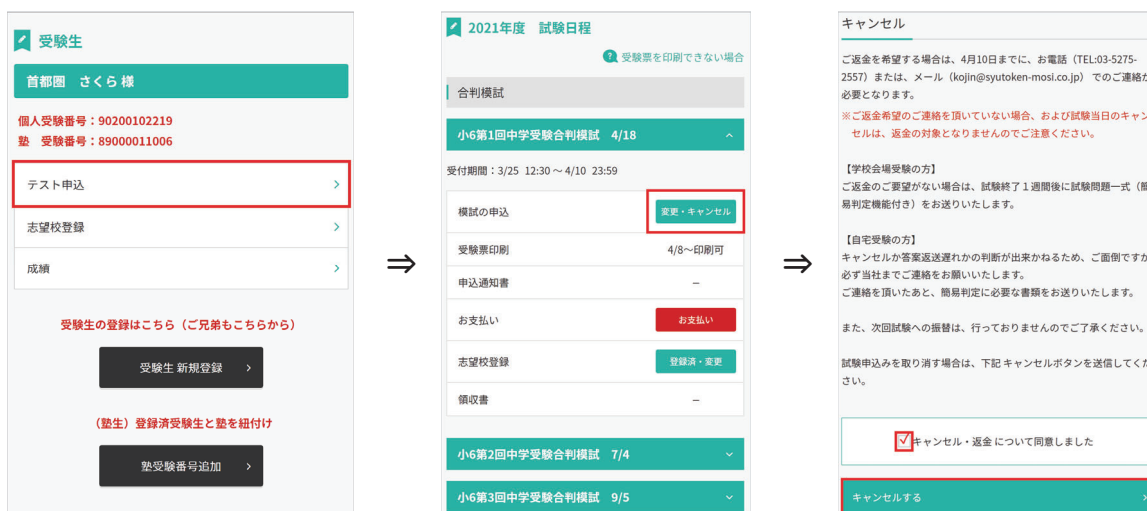 受験生
首都圏 さくら 様
個人受験番号：90200102219
塾 受験番号：89000011006
テスト申込
志望校登録
成績
受験生の登録はこちら（ご兄弟もこちらから）
受験生 新規登録
（塾生）登録済受験生と塾を紐付け
塾受験番号追加
⇒
2021年度 試験日程
? 受験票を印刷できない場合
合判模試
小6第1回中学受験合判模試 4/18
受付期間：3/25 12:30 ～ 4/10 23:59
模試の申込 変更・キャンセル
受験票印刷 4/8～印刷可
申込通知書 －
お支払い お支払い
志望校登録 登録済・変更
領収書 －
小6第2回中学受験合判模試 7/4
小6第3回中学受験合判模試 9/5
⇒
キャンセル
ご返金を希望する場合は、4月10日までに、お電話（TEL:03-5275-
2557）または、メール（kojin@syutoken-mosi.co.jp） でのご連絡が
必要となります。
※ご返金希望のご連絡を頂いていない場合、および試験当日のキャン
セルは、返金の対象となりませんのでご注意ください。
【学校会場受験の方】
ご返金のご要望がない場合は、試験終了１週間後に試験問題一式（簡
易判定機能付き）をお送りいたします。
【自宅受験の方】
キャンセルか答案返送遅れかの判断が出来かねるため、ご面倒ですが
必ず当社までご連絡をお願いいたします。
ご連絡を頂いたあと、簡易判定に必要な書類をお送りいたします。
また、次回試験への振替は、行っておりませんのでご了承ください。
試験申込みを取り消す場合は、下記 キャンセルボタンを送信してくだ
さい。
キャンセル・返金 について同意しました
キャンセルする